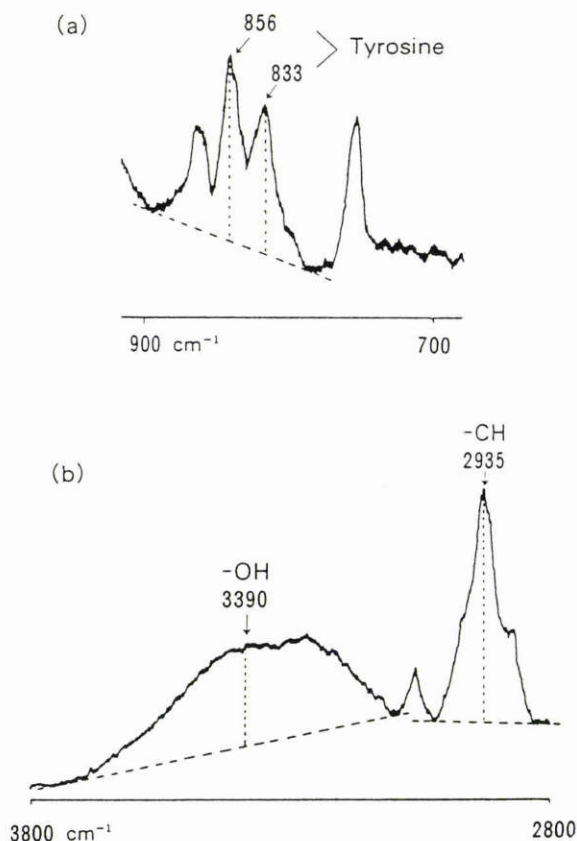 (a)
856
833
Tyrosine
900 cm⁻¹
700
(b)
-CH
2935
-OH
3390
3800 cm⁻¹
2800